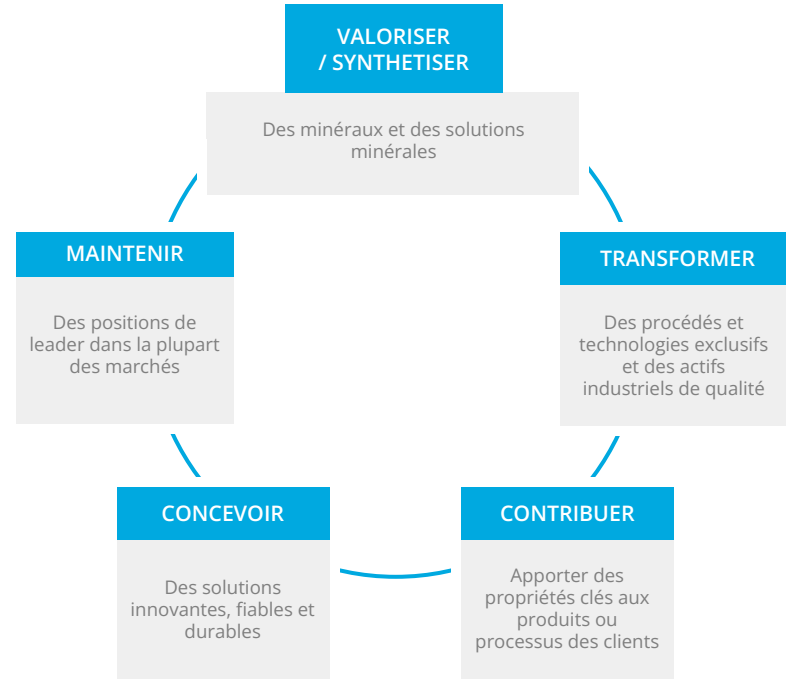 VALORISER
/ SYNTHETISER
Des minéraux et des solutions
minérales
MAINTENIR
Des positions de
leader dans la plupart
des marchés
TRANSFORMER
Des procédés et
technologies exclusifs
et des actifs
industriels de qualité
CONCEVOIR
Des solutions
innovantes, fiables et
durables
CONTRIBUER
Apporter des
propriétés clés aux
produits ou
processus des clients